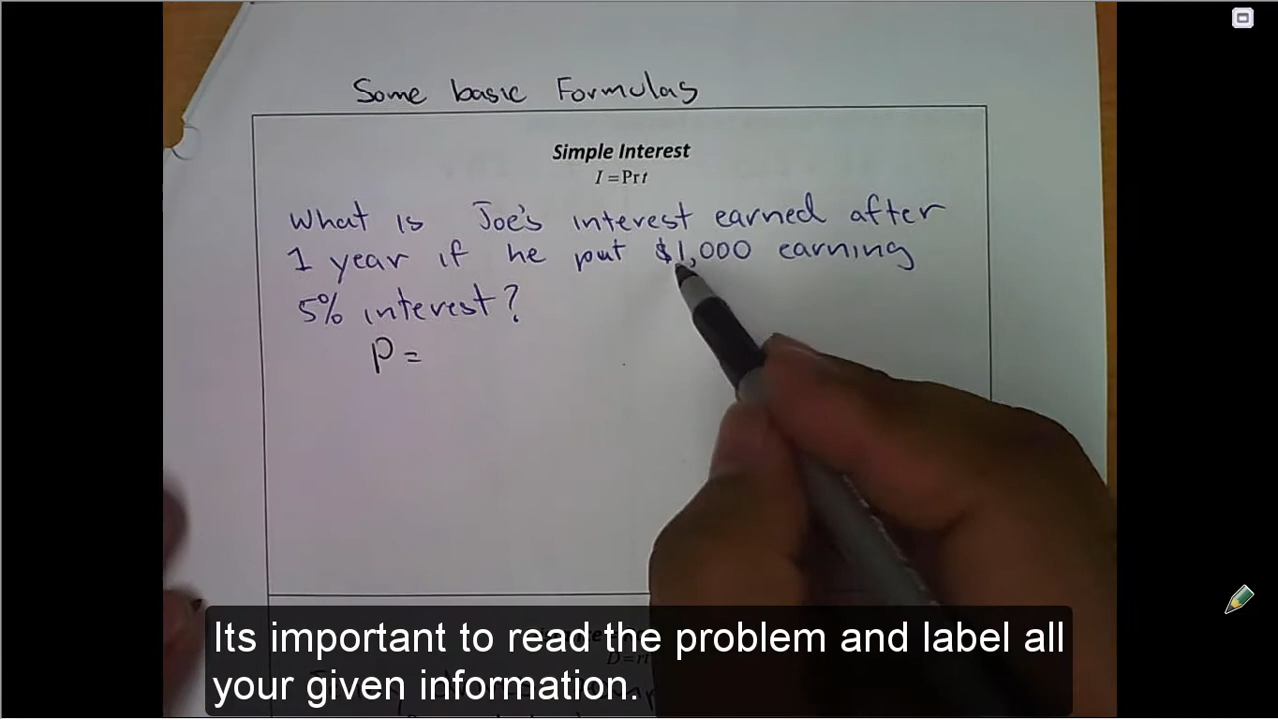 Some basic Formulas
Simple Interest
I = Prt
What is Joe's interest earned after
1 year if he put $1,000 earning
5% interest?
P =
Its important to read the problem and label all
your given information.
D = rt